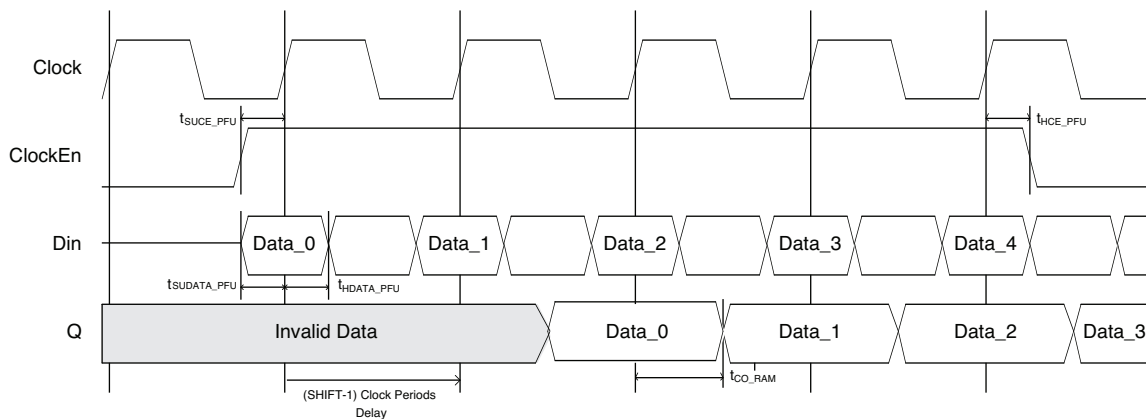 Clock
tSUCE_PFU
tHCE_PFU
ClockEn
Din
Data_0
Data_1
Data_2
Data_3
Data_4
tSUDATA_PFU
tHDATA_PFU
Q
Invalid Data
Data_0
Data_1
Data_2
Data_3
tCO_RAM
(SHIFT-1) Clock Periods
Delay